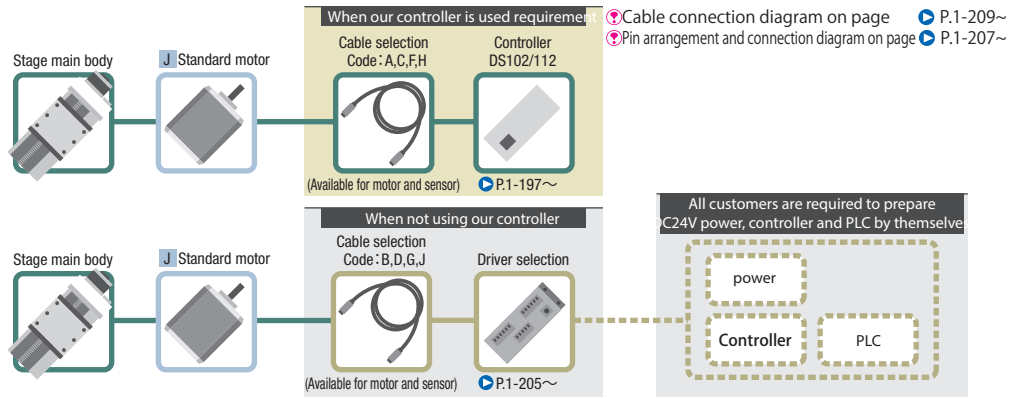 When our controller is used requirement
Cable connection diagram on page P.1-209~
Pin arrangement and connection diagram on page P.1-207~
Stage main body
J Standard motor
Cable selection
Code：A,C,F,H
Controller
DS102/112
(Available for motor and sensor)
P.1-197～
When not using our controller
All customers are required to prepare
DC24V power, controller and PLC by themselves
Stage main body
J Standard motor
Cable selection
Code：B,D,G,J
Driver selection
power
Controller
PLC
(Available for motor and sensor)
P.1-205～